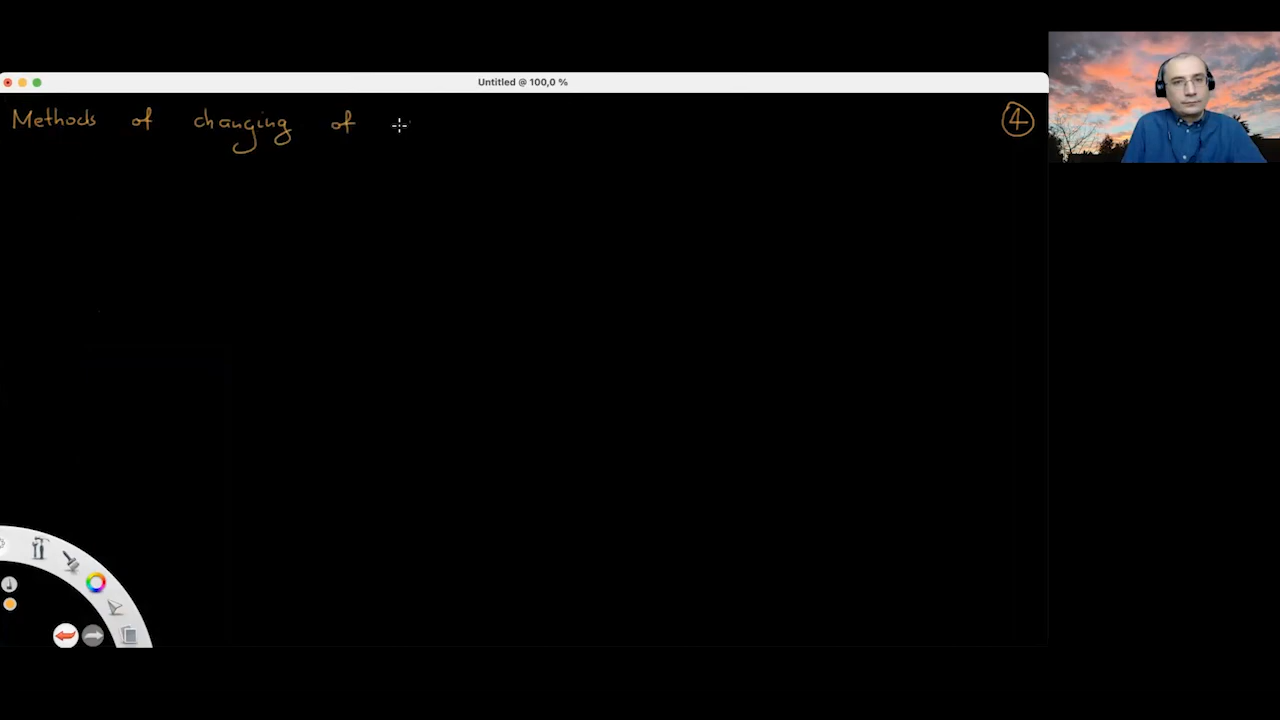 Untitled @ 100,0 %
Methods of changing of
4